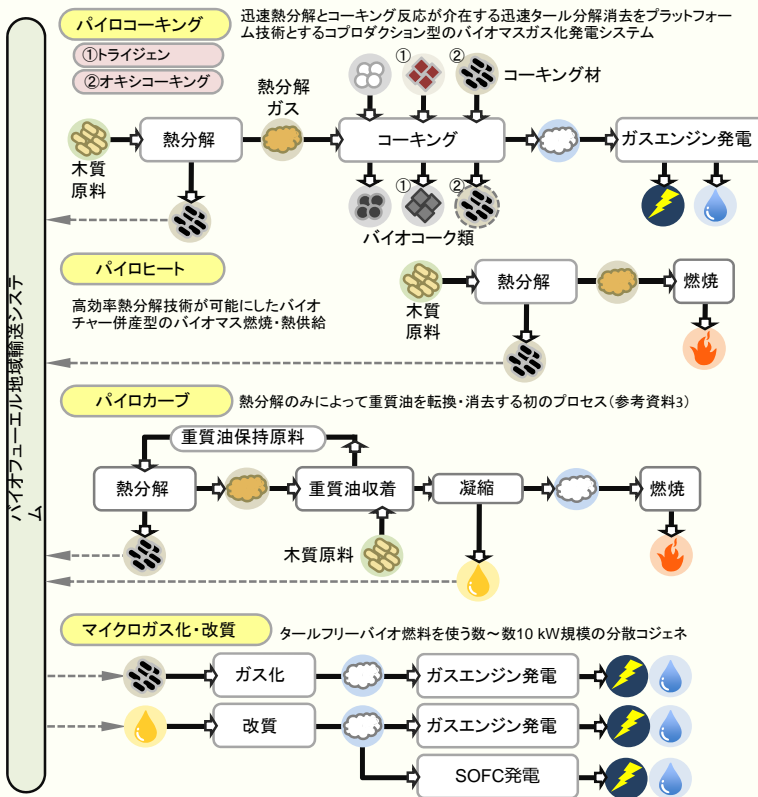 パイロコーキング
迅速熱分解とコーキング反応が介在する迅速タール分解消去をプラットフォー
ム技術とするコプロダクション型のバイオマスガス化発電システム
①トライジェン
②オキシコーキング
熱分解
ガス
①
②
コーキング材
木質
原料
熱分解
コーキング
ガスエンジン発電
①
②
バイオコーク類
パイロヒート
高効率熱分解技術が可能にしたバイオ
チャー併産型のバイオマス燃焼・熱供給
木質
原料
熱分解
燃焼
バイオフューエル地域輸送システ
ム
パイロカーブ
熱分解のみによって重質油を転換・消去する初のプロセス(参考資料3)
重質油保持原料
熱分解
重質油収着
凝縮
燃焼
木質原料
マイクロガス化・改質
タールフリーバイオ燃料を使う数～数10 kW規模の分散コジェネ
ガス化
ガスエンジン発電
改質
ガスエンジン発電
SOFC発電